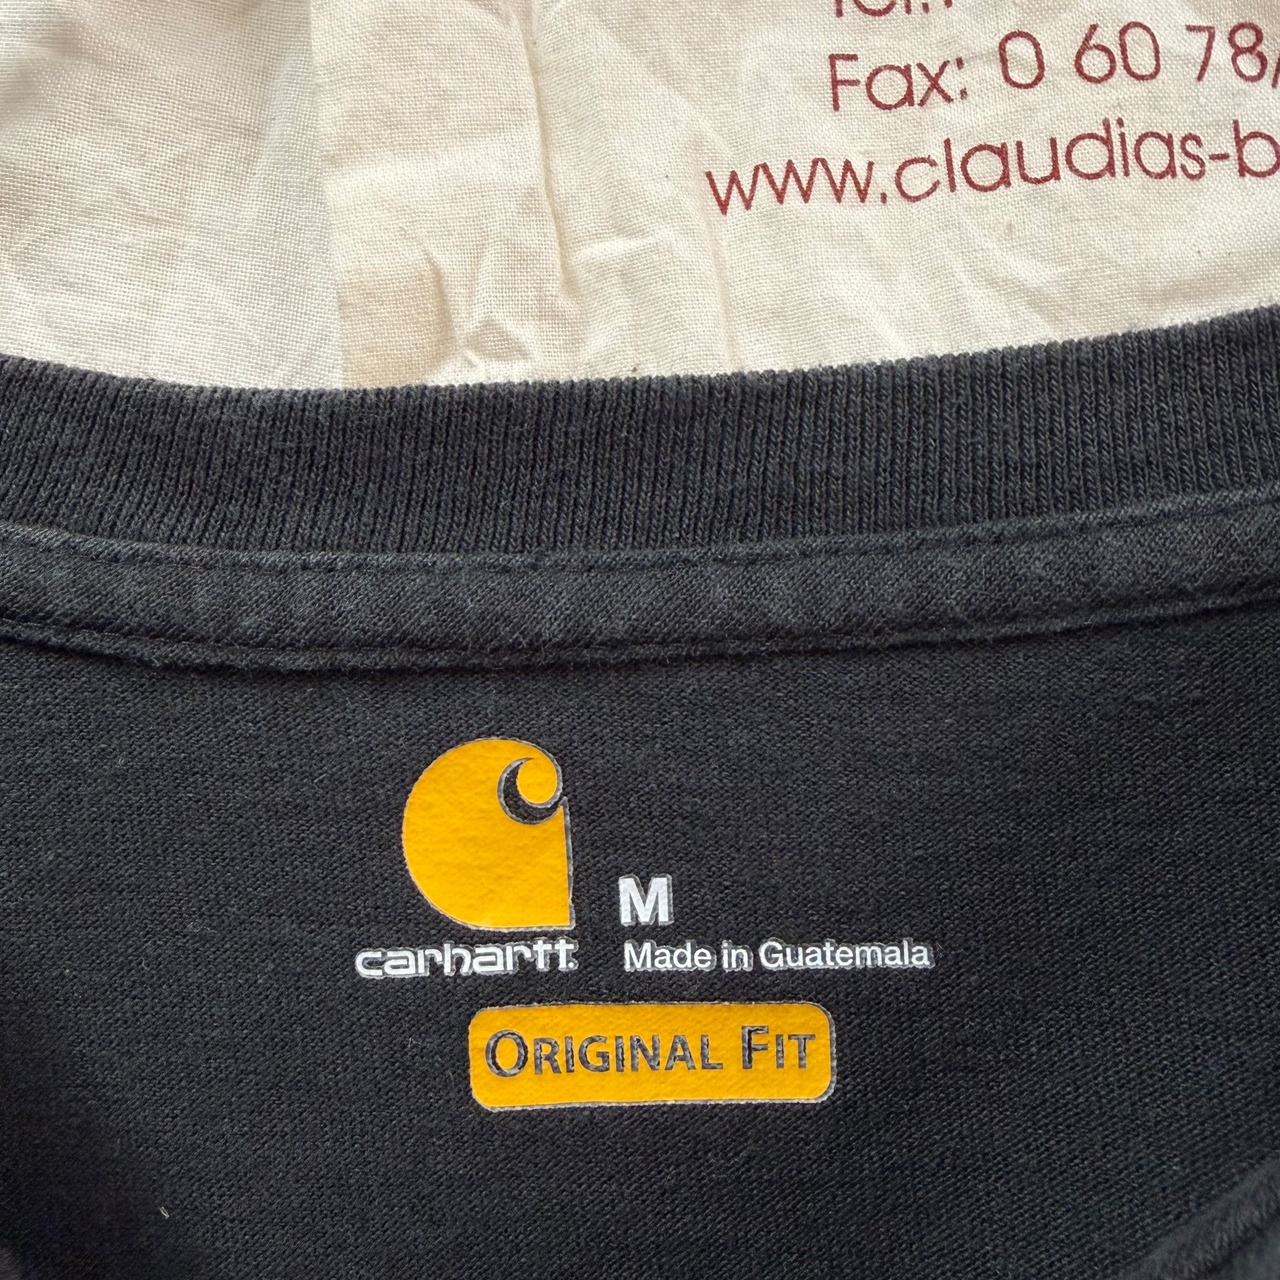 Fax: 0 60 78/
www.claudias-b
M
carhartt
Made in Guatemala
ORIGINAL FIT